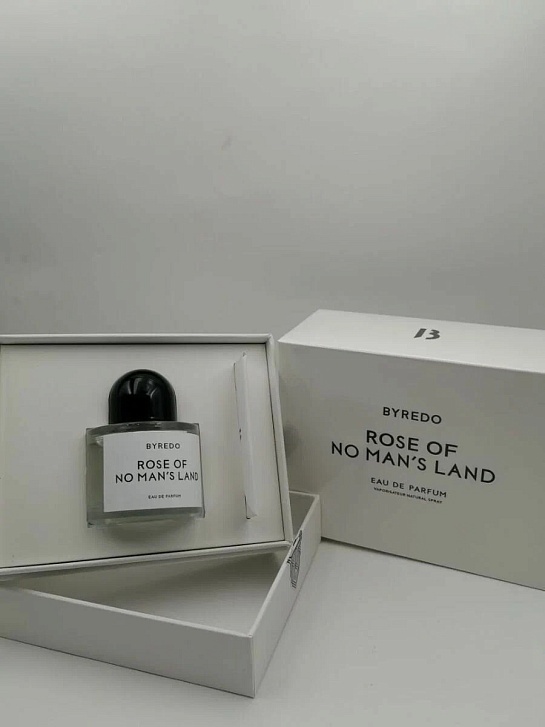 BYREDO
ROSE OF
NO MAN'S LAND
EAU DE PARFUM
B
BYREDO
ROSE OF
NO MAN'S LAND
EAU DE PARFUM
VAPORISATEUR NATURAL SPRAY